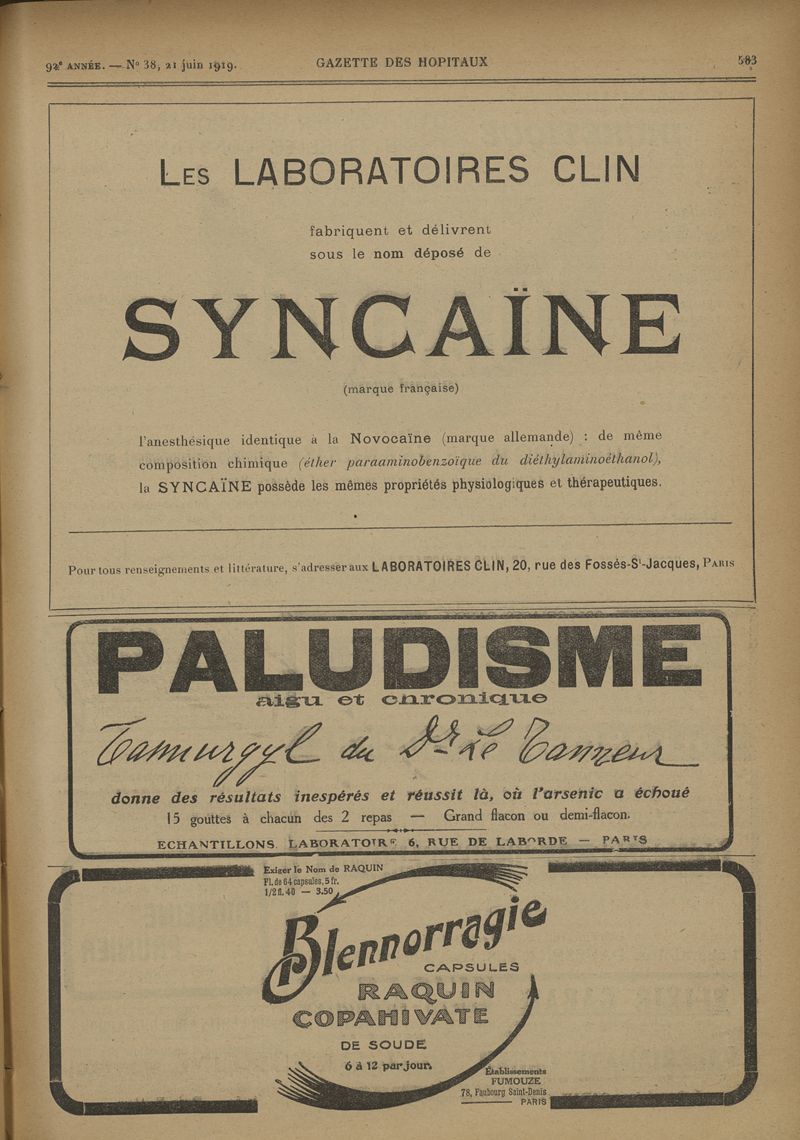 92e ANNÉE. — No 38, 21 juin 1919.
GAZETTE DES HOPITAUX
583
LES LABORATOIRES CLIN
fabriquent et délivrent
sous le nom déposé de
SYNCAÏNE
(marque française)
l'anesthésique identique à la Novocaïne (marque allemande) : de même
composition chimique (éther paraaminobenzoïque du diéthylaminoéthanol),
la SYNCAÏNE possède les mêmes propriétés physiologiques et thérapeutiques.
Pour tous renseignements et littérature, s'adresser aux LABORATOIRES CLIN, 20, rue des Fossés-St-Jacques, PARIS
PALUDISME
aigu et chronique
Tannurgyl du Dr Le Tanneur
donne des résultats inespérés et réussit là, où l'arsenic a échoué
15 gouttes à chacun des 2 repas — Grand flacon ou demi-flacon.
ECHANTILLONS. LABORATOIRE 6, RUE DE LABORDE — PARIS
Exiger le Nom de RAQUIN
Fl. de 64 capsules, 5 fr.
1/2 fl. 40 — 3.50
Blennorragie
CAPSULES
RAQUIN
COPAHIVATE
DE SOUDE
6 à 12 par jour.
Établissements
FUMOUZE
78, Faubourg Saint-Denis
PARIS